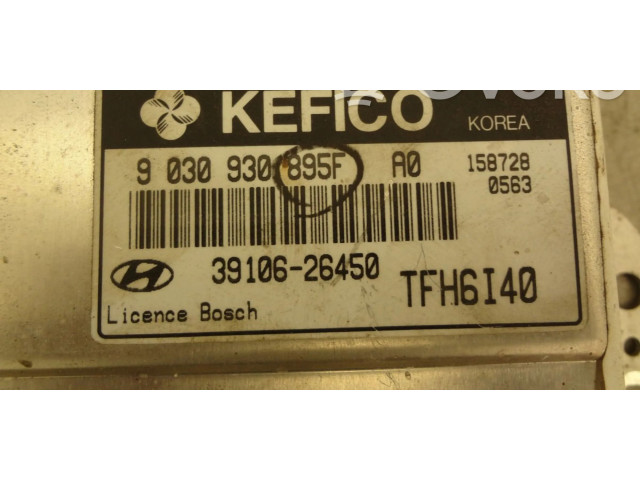 KEFICO KOREA
9 030 930 895F A0 158728
0563
39106-26450 TFH6I40
Licence Bosch